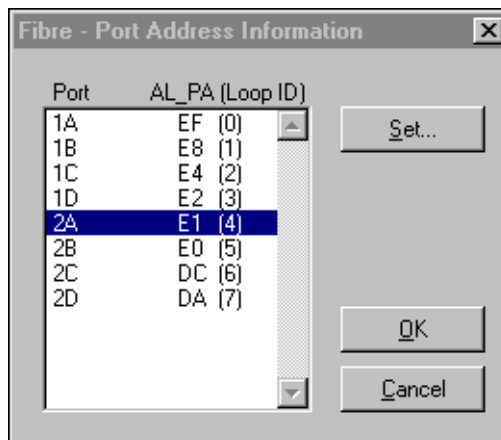 Fibre - Port Address Information
Port AL_PA (Loop ID)
1A EF (0)
1B E8 (1)
1C E4 (2)
1D E2 (3)
2A E1 (4)
2B E0 (5)
2C DC (6)
2D DA (7)
Set...
OK
Cancel